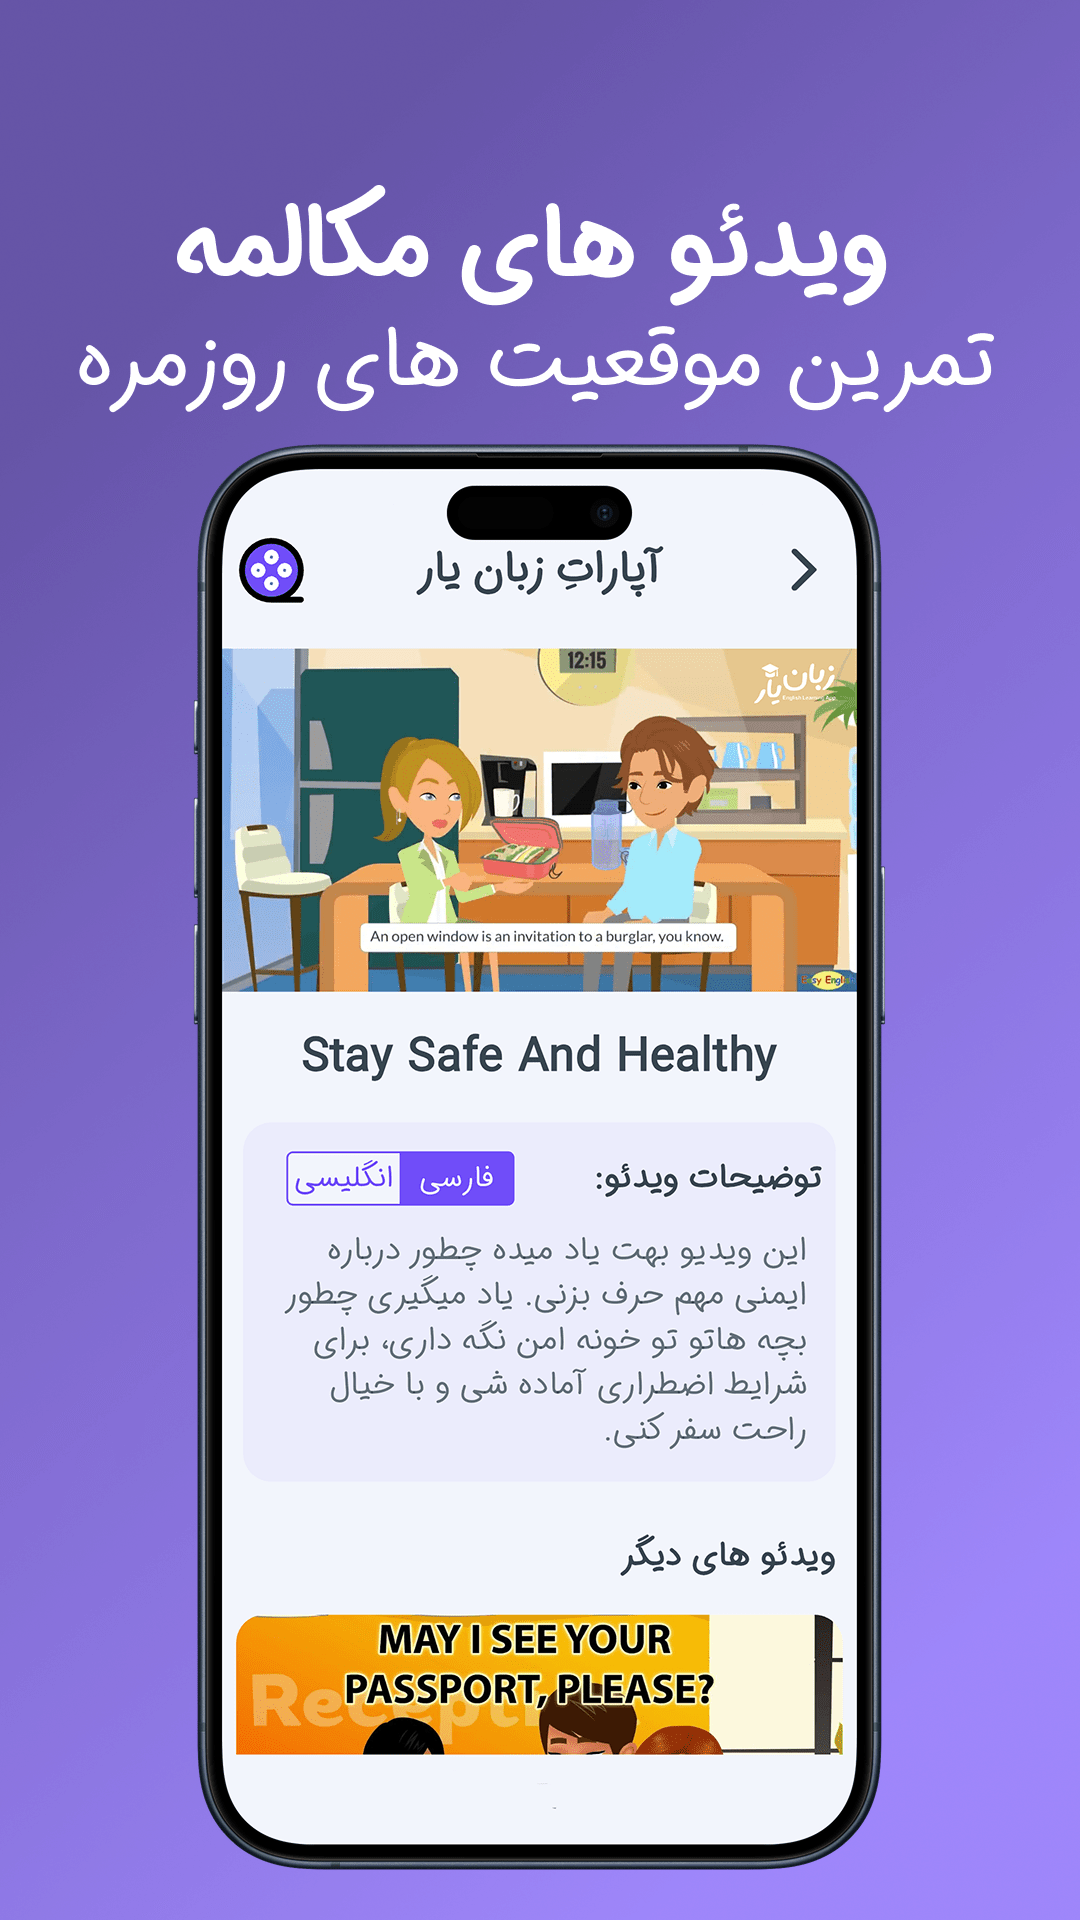 ویدئو های مکالمه
تمرین موقعیت های روزمره
آپاراتِ زبان یار
12:15
زبان یار
English Learning App
An open window is an invitation to a burglar, you know.
Easy English
Stay Safe And Healthy
توضیحات ویدئو:
فارسی
انگلیسی
این ویدیو بهت یاد میده چطور درباره
ایمنی مهم حرف بزنی. یاد میگیری چطور
بچه هاتو تو خونه امن نگه داری، برای
شرایط اضطراری آماده شی و با خیال
راحت سفر کنی.
ویدئو های دیگر
MAY I SEE YOUR
PASSPORT, PLEASE?